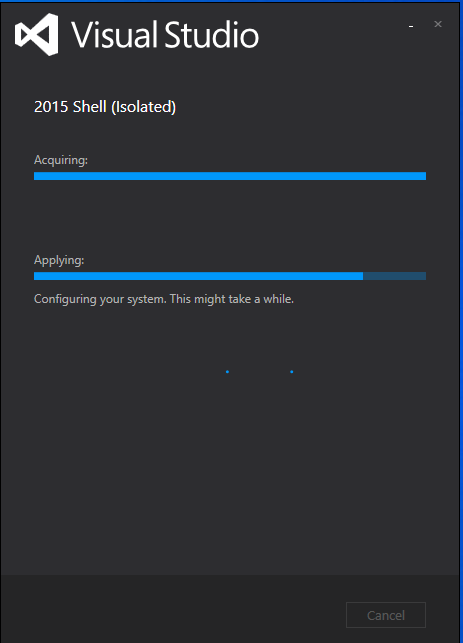 Visual Studio
2015 Shell (Isolated)
Acquiring:
Applying:
Configuring your system. This might take a while.
Cancel